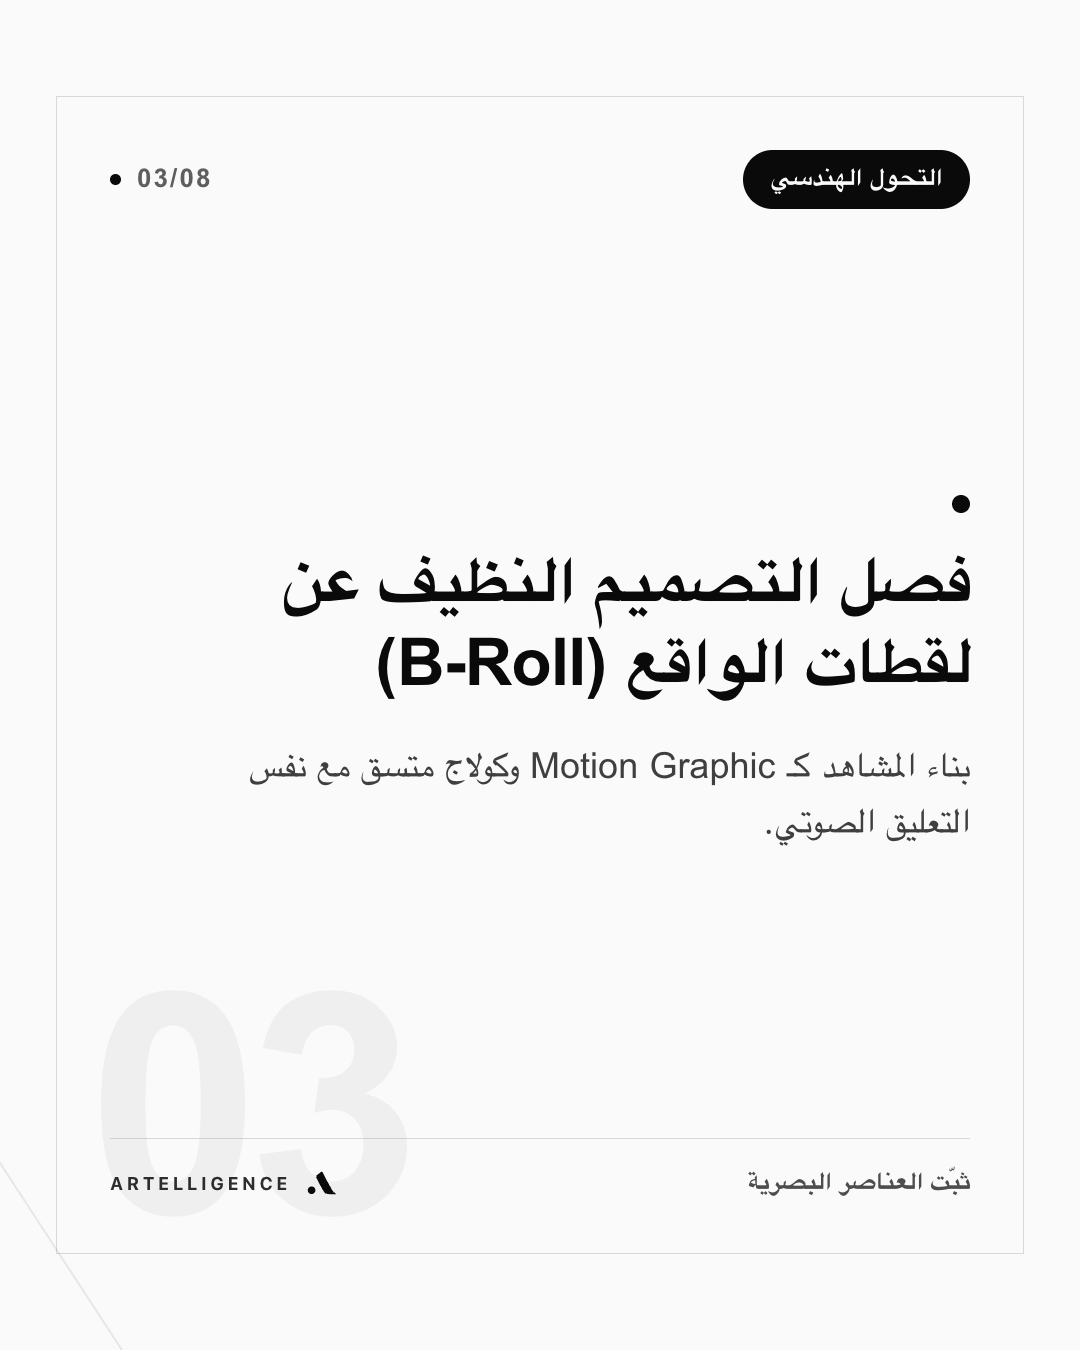 التحول الهندسي
03/08
فصل التصميم النظيف عن
لقطات الواقع (B-Roll)
بناء المشاهد كـ Motion Graphic وكولاج متسق مع نفس
التعليق الصوتي.
03
ثبّت العناصر البصرية
ARTELLIGENCE